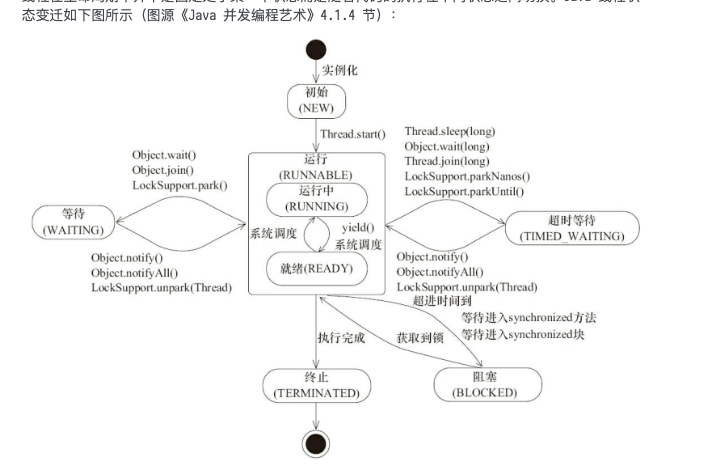 态变迁如下图所示（图源《Java 并发编程艺术》4.1.4 节）：
实例化
初始
(NEW)
Thread.start()
Object.wait()
Object.join()
LockSupport.park()
运行
(RUNNABLE)
运行中
(RUNNING)
Thread.sleep(long)
Object.wait(long)
Thread.join(long)
LockSupport.parkNanos()
LockSupport.parkUntil()
等待
(WAITING)
系统调度
yield()
系统调度
超时等待
(TIMED_WAITING)
Object.notify()
Object.notifyAll()
LockSupport.unpark(Thread)
就绪(READY)
Object.notify()
Object.notifyAll()
LockSupport.unpark(Thread)
超进时间到
等待进入synchronized方法
等待进入synchronized块
执行完成
获取到锁
终止
(TERMINATED)
阻塞
(BLOCKED)